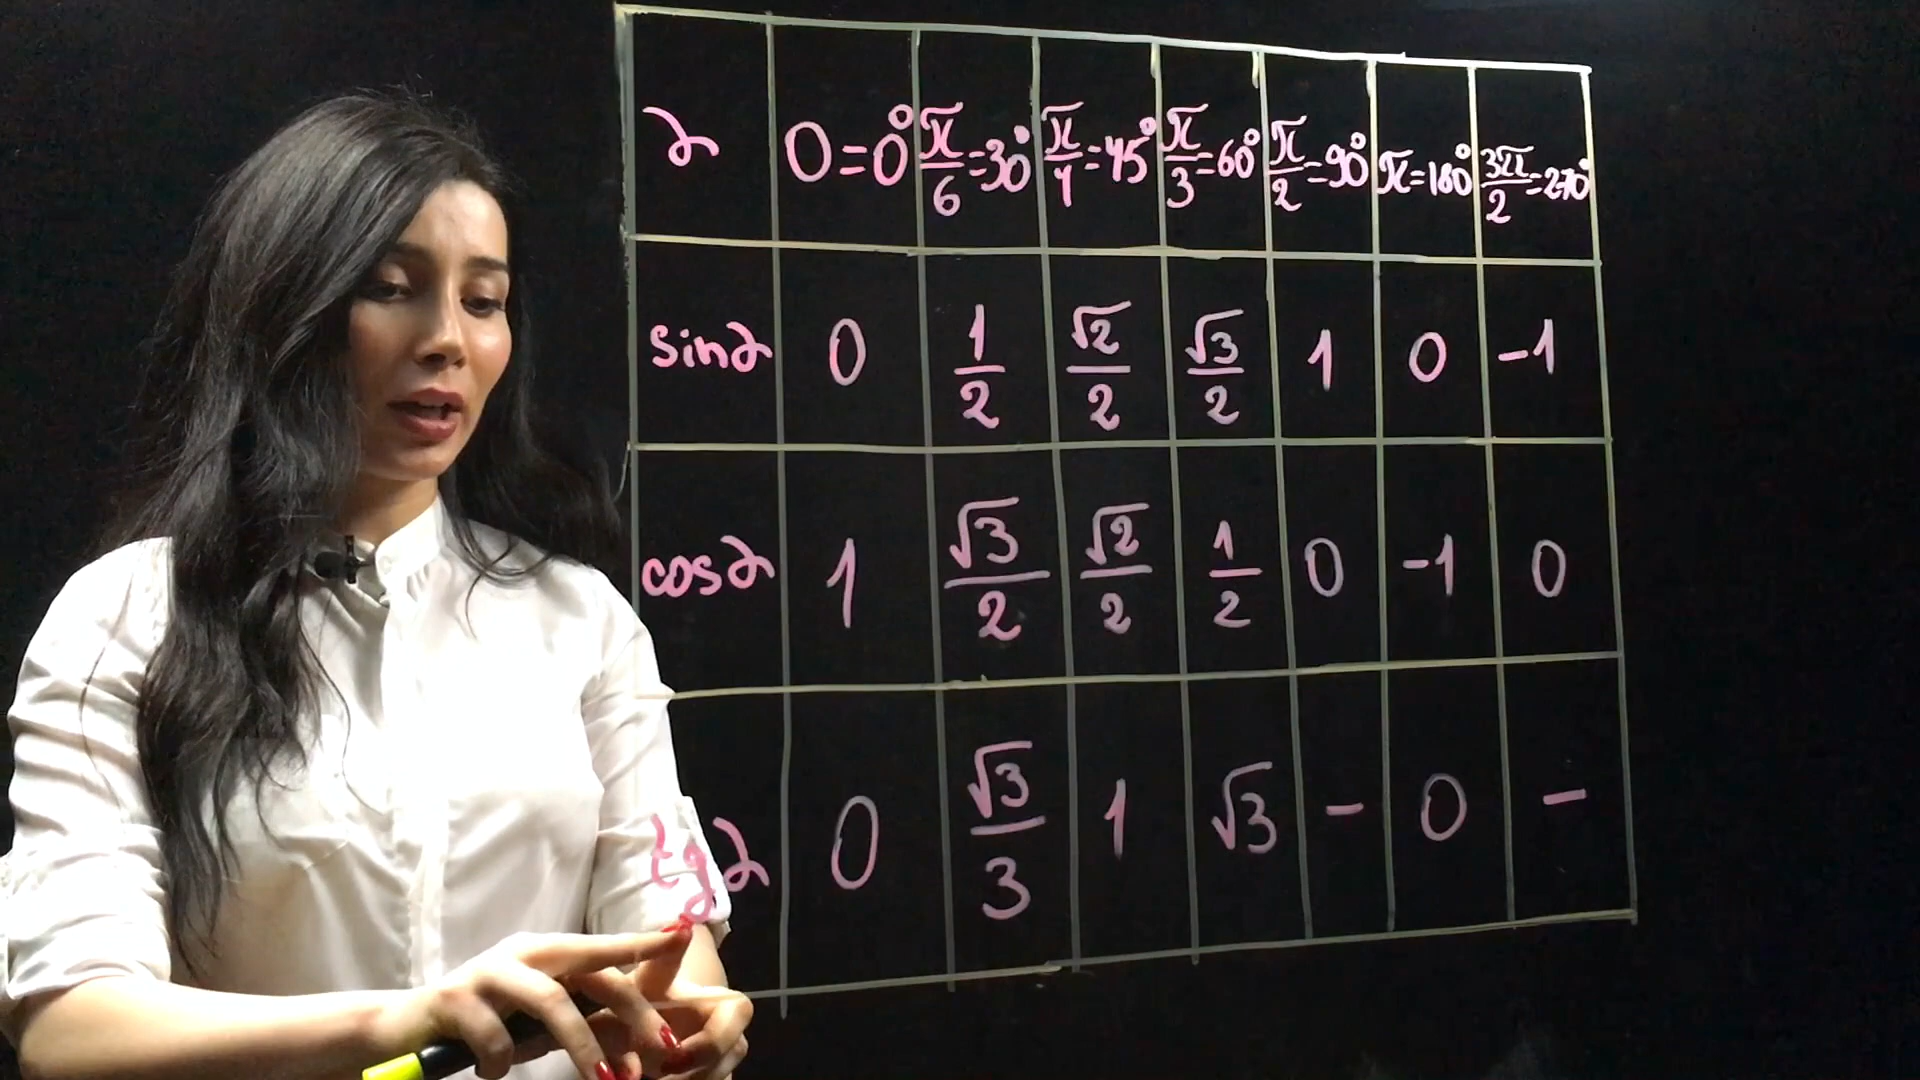 α 0=0° π/6=30° π/4=45° π/3=60° π/2=90° π=180° 3π/2=270°
sinα 0 1/2 √2/2 √3/2 1 0 -1
cosα 1 √3/2 √2/2 1/2 0 -1 0
tgα 0 √3/3 1 √3 - 0 -